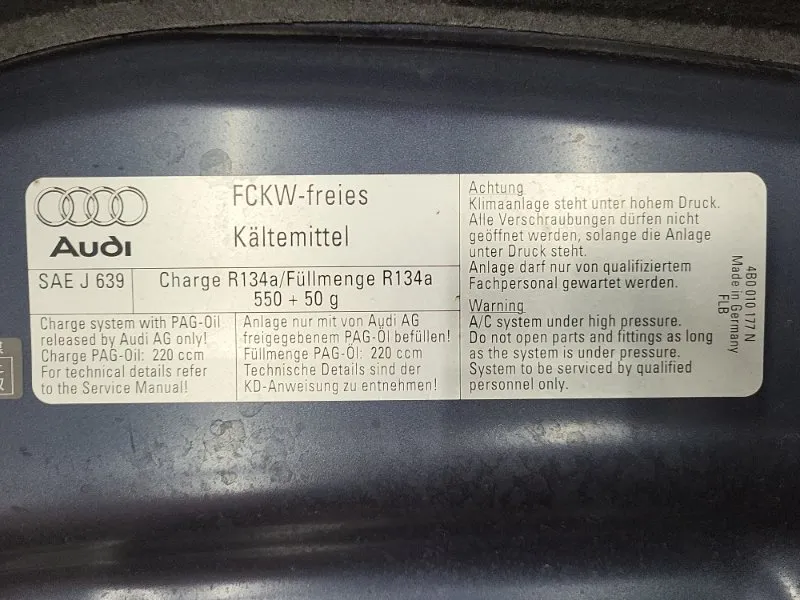 Audi
FCKW-freies
Kältemittel
SAE J 639
Charge R134a/Füllmenge R134a
550 + 50 g
Charge system with PAG-Oil
released by Audi AG only!
Charge PAG-Oil: 220 ccm
For technical details refer
to the Service Manual!
Anlage nur mit von Audi AG
freigegebenem PAG-Öl befüllen!
Füllmenge PAG-Öl: 220 ccm
Technische Details sind der
KD-Anweisung zu entnehmen!
Achtung
Klimaanlage steht unter hohem Druck.
Alle Verschraubungen dürfen nicht
geöffnet werden, solange die Anlage
unter Druck steht.
Anlage darf nur von qualifiziertem
Fachpersonal gewartet werden.
Warning
A/C system under high pressure.
Do not open parts and fittings as long
as the system is under pressure.
System to be serviced by qualified
personnel only.
4B0 010 177 N
Made in Germany
FLB